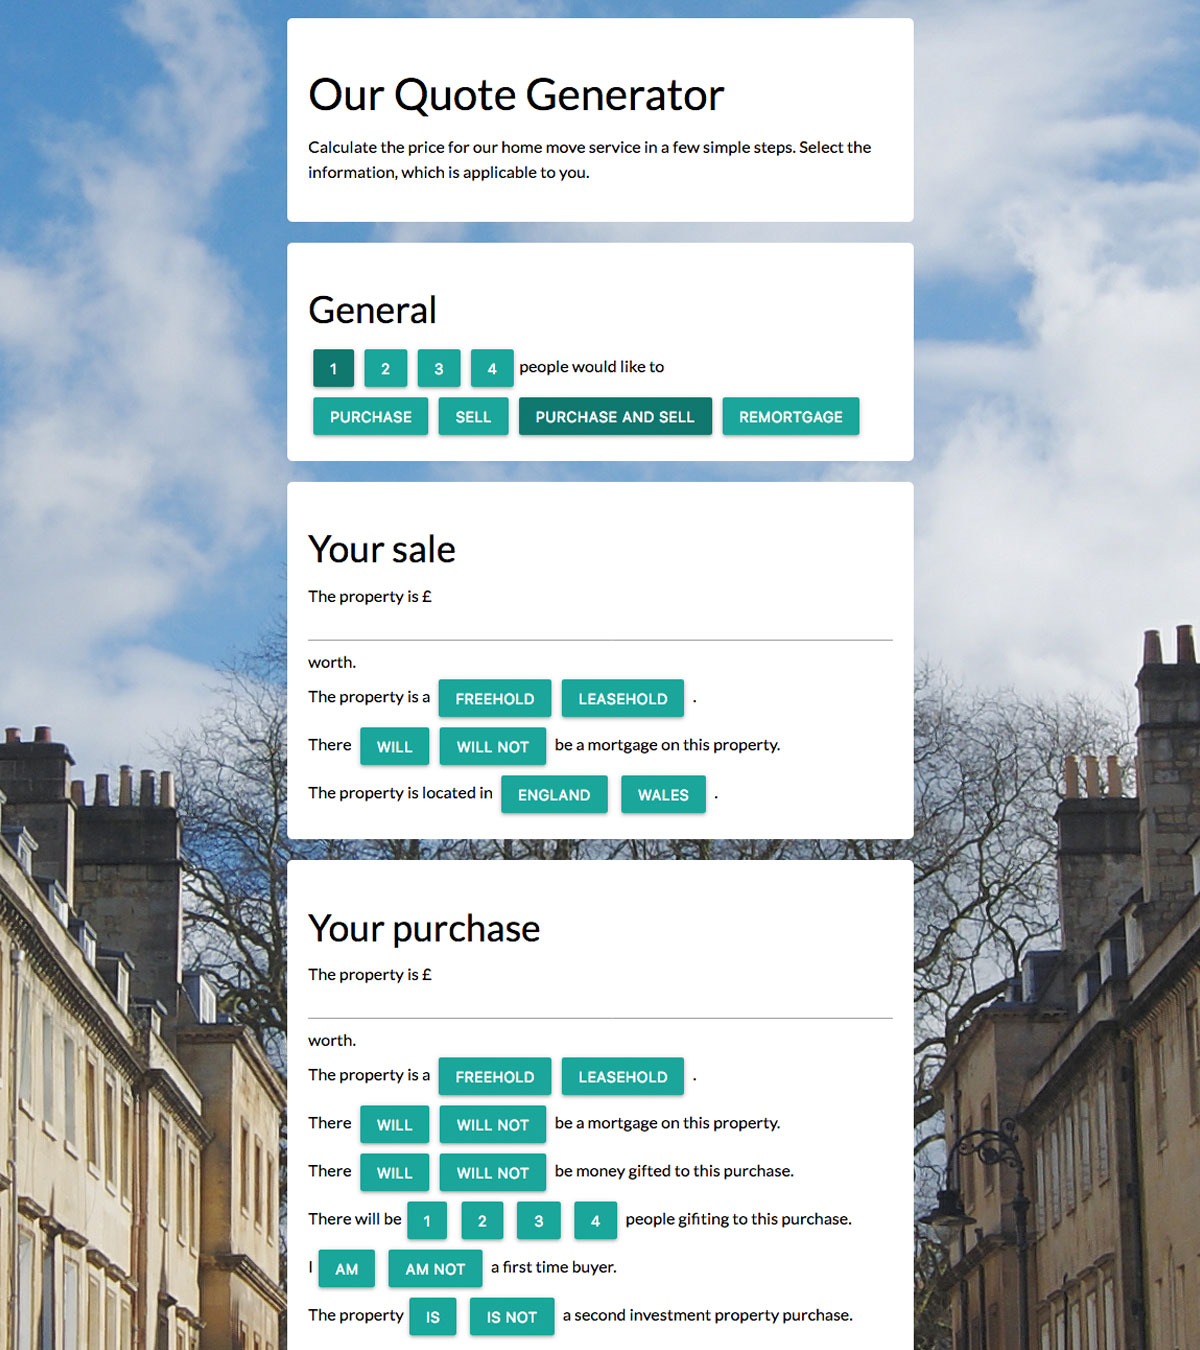 Our Quote Generator
Calculate the price for our home move service in a few simple steps. Select the
information, which is applicable to you.
General
1 2 3 4 people would like to
PURCHASE SELL PURCHASE AND SELL REMORTGAGE
Your sale
The property is £
worth.
The property is a FREEHOLD LEASEHOLD .
There WILL WILL NOT be a mortgage on this property.
The property is located in ENGLAND WALES .
Your purchase
The property is £
worth.
The property is a FREEHOLD LEASEHOLD .
There WILL WILL NOT be a mortgage on this property.
There WILL WILL NOT be money gifted to this purchase.
There will be 1 2 3 4 people gifitting to this purchase.
I AM AM NOT a first time buyer.
The property IS IS NOT a second investment property purchase.